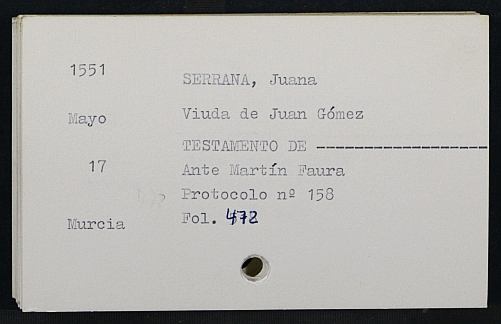 1551
SERRANA, Juana
Mayo
Viuda de Juan Gómez
TESTAMENTO DE -------------------
17
Ante Martín Faura
Protocolo nº 158
Murcia
Fol. 472